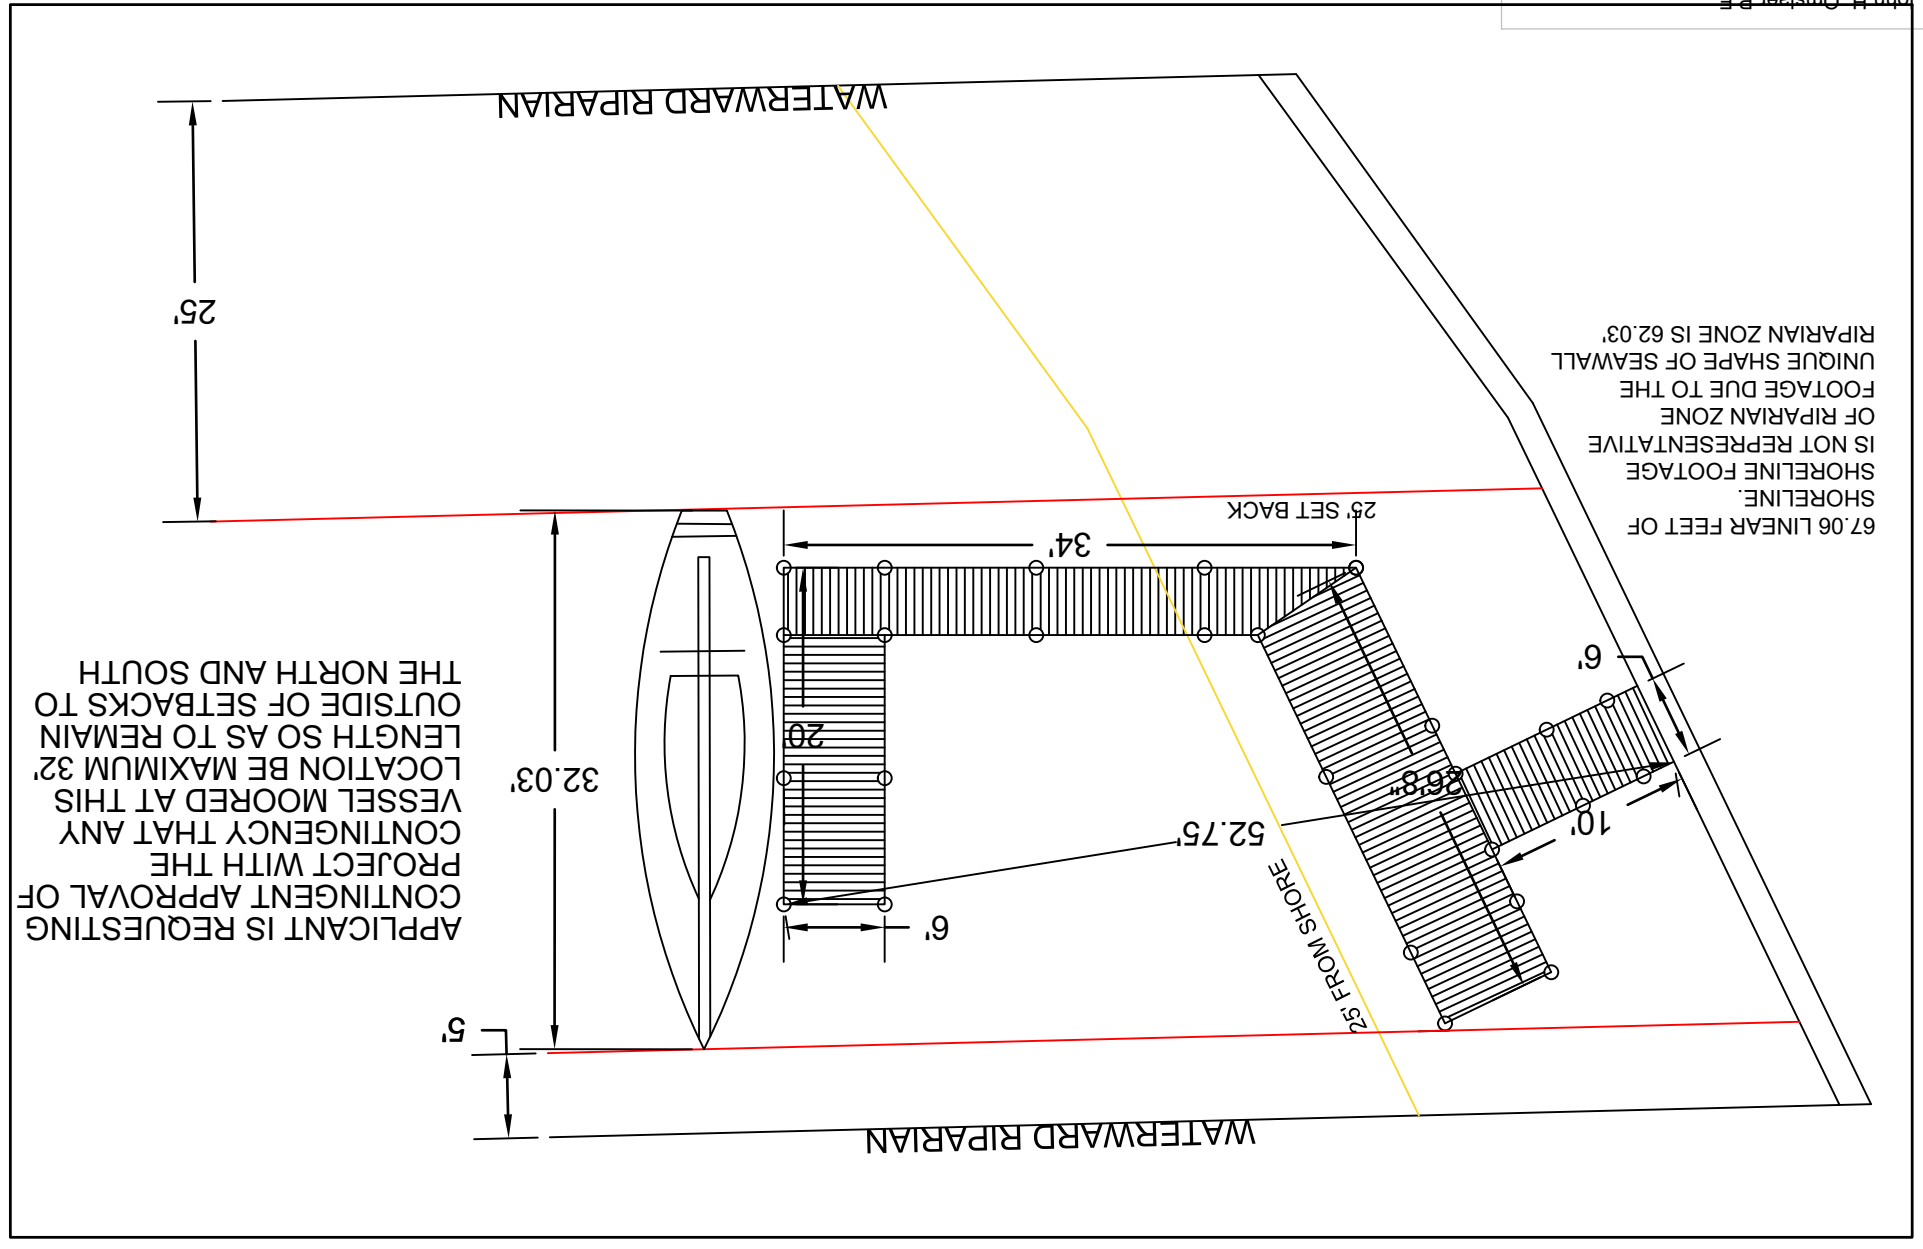 WATERWARD RIPARIAN
5'
APPLICANT IS REQUESTING
CONTINGENT APPROVAL OF
PROJECT WITH THE
CONTINGENCY THAT ANY
VESSEL MOORED AT THIS
LOCATION BE MAXIMUM 32'
LENGTH SO AS TO REMAIN
OUTSIDE OF SETBACKS TO
THE NORTH AND SOUTH
25' FROM SHORE
6'
52.75'
10'
26'8"
32.03'
20'
6'
34'
25' SET BACK
67.06 LINEAR FEET OF
SHORELINE.
SHORELINE FOOTAGE
IS NOT REPRESENTATIVE
OF RIPARIAN ZONE
FOOTAGE DUE TO THE
UNIQUE SHAPE OF SEAWALL
RIPARIAN ZONE IS 62.03'
25'
WATERWARD RIPARIAN